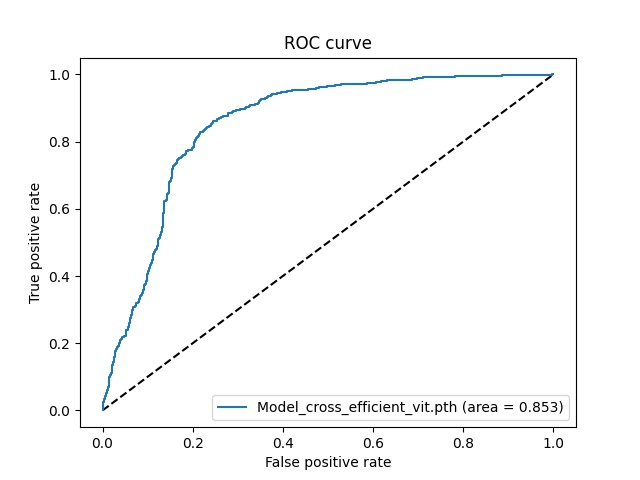 ROC curve
1.0
0.8
0.6
0.4
0.2
0.0
True positive rate
Model_cross_efficient_vit.pth (area = 0.853)
0.0 0.2 0.4 0.6 0.8 1.0
False positive rate